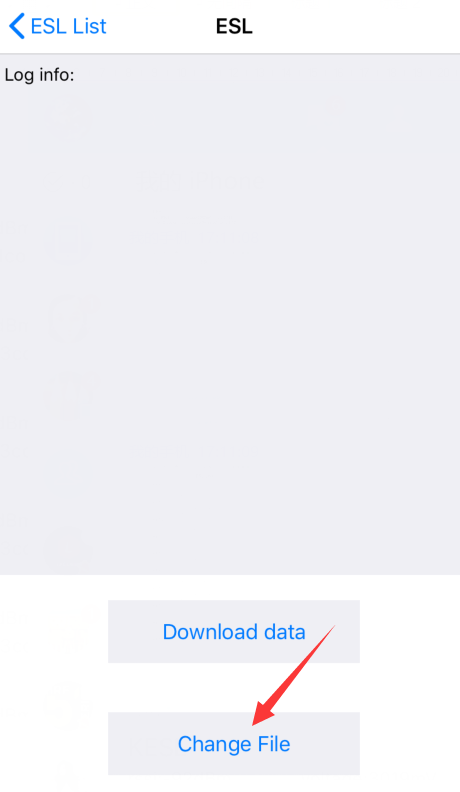 ESL List
ESL
Log info:
Download data
Change File